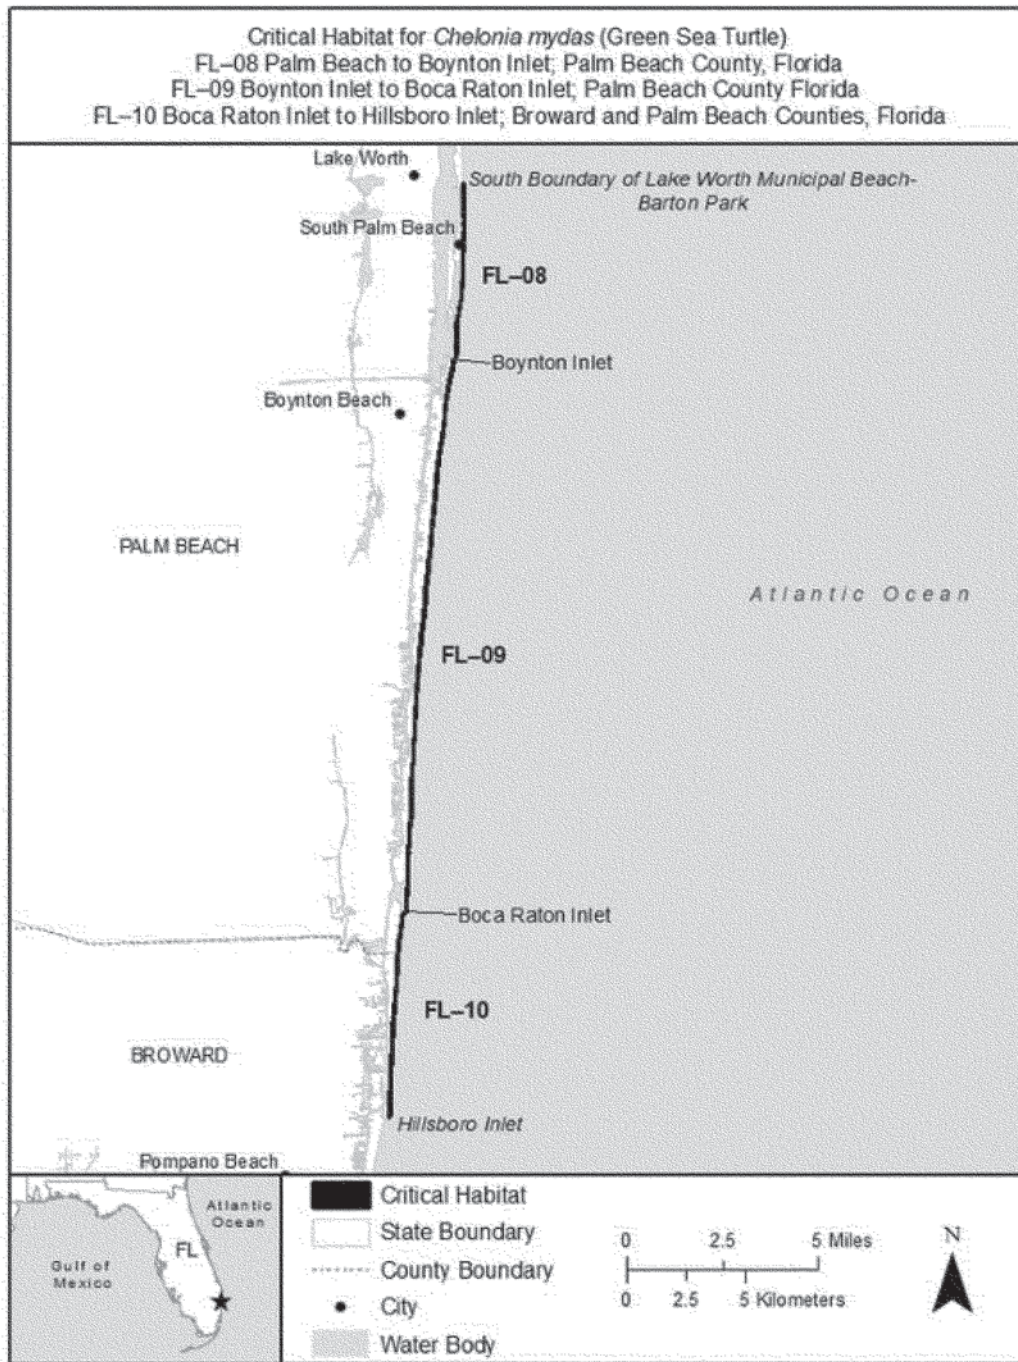 Critical Habitat for Chelonia mydas (Green Sea Turtle)
FL–08 Palm Beach to Boynton Inlet; Palm Beach County, Florida
FL–09 Boynton Inlet to Boca Raton Inlet; Palm Beach County Florida
FL–10 Boca Raton Inlet to Hillsboro Inlet; Broward and Palm Beach Counties, Florida
Lake Worth
South Boundary of Lake Worth Municipal Beach-
Barton Park
South Palm Beach
FL–08
Boynton Inlet
Boynton Beach
PALM BEACH
Atlantic Ocean
FL–09
Boca Raton Inlet
FL–10
BROWARD
Hillsboro Inlet
Pompano Beach
Atlantic
Ocean
FL
Gulf of
Mexico
Critical Habitat
State Boundary
County Boundary
City
Water Body
0 2.5 5 Miles
0 2.5 5 Kilometers
N